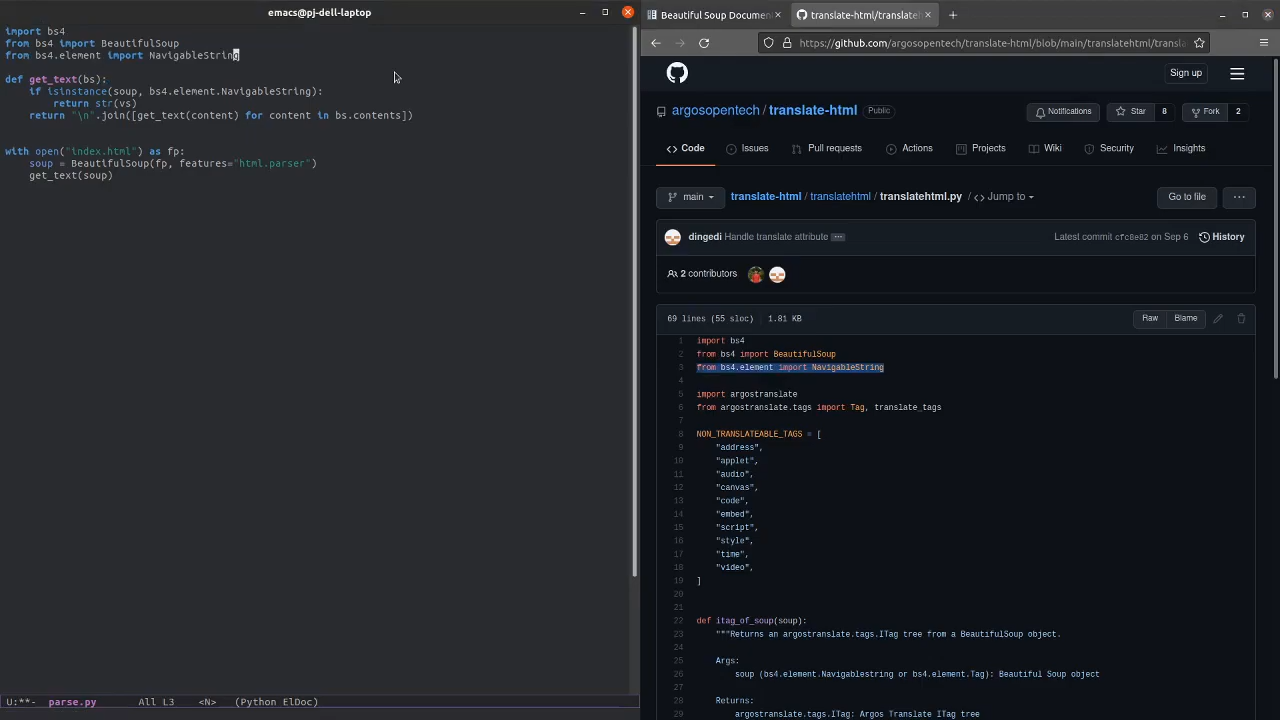 emacs@pj-dell-laptop
import bs4
from bs4 import BeautifulSoup
from bs4.element import NavigableString
def get_text(bs):
if isinstance(soup, bs4.element.NavigableString):
return str(vs)
return "\n".join([get_text(content) for content in bs.contents])
with open("index.html") as fp:
soup = BeautifulSoup(fp, features="html.parser")
get_text(soup)
U:**- parse.py All L3 <N> (Python ElDoc)
Beautiful Soup Documen
translate-html/translate
https://github.com/argosopentech/translate-html/blob/main/translatehtml/transla
Sign up
argosopentech / translate-html Public
Notifications
Star 8
Fork 2
Code
Issues
Pull requests
Actions
Projects
Wiki
Security
Insights
main
translate-html / translatehtml / translatehtml.py / <> Jump to
Go to file
...
dingedi Handle translate attribute ...
Latest commit cfc8e82 on Sep 6
History
2 contributors
69 lines (55 sloc) 1.81 KB
Raw
Blame
1 import bs4
2 from bs4 import BeautifulSoup
3 from bs4.element import NavigableString
4
5 import argostranslate
6 from argostranslate.tags import Tag, translate_tags
7
8 NON_TRANSLATEABLE_TAGS = [
9 "address",
10 "applet",
11 "audio",
12 "canvas",
13 "code",
14 "embed",
15 "script",
16 "style",
17 "time",
18 "video",
19 ]
20
21
22 def itag_of_soup(soup):
23 """Returns an argostranslate.tags.ITag tree from a BeautifulSoup object.
24
25 Args:
26 soup (bs4.element.Navigablestring or bs4.element.Tag): Beautiful Soup object
27
28 Returns:
29 argostranslate.tags.ITag: Argos Translate ITag tree